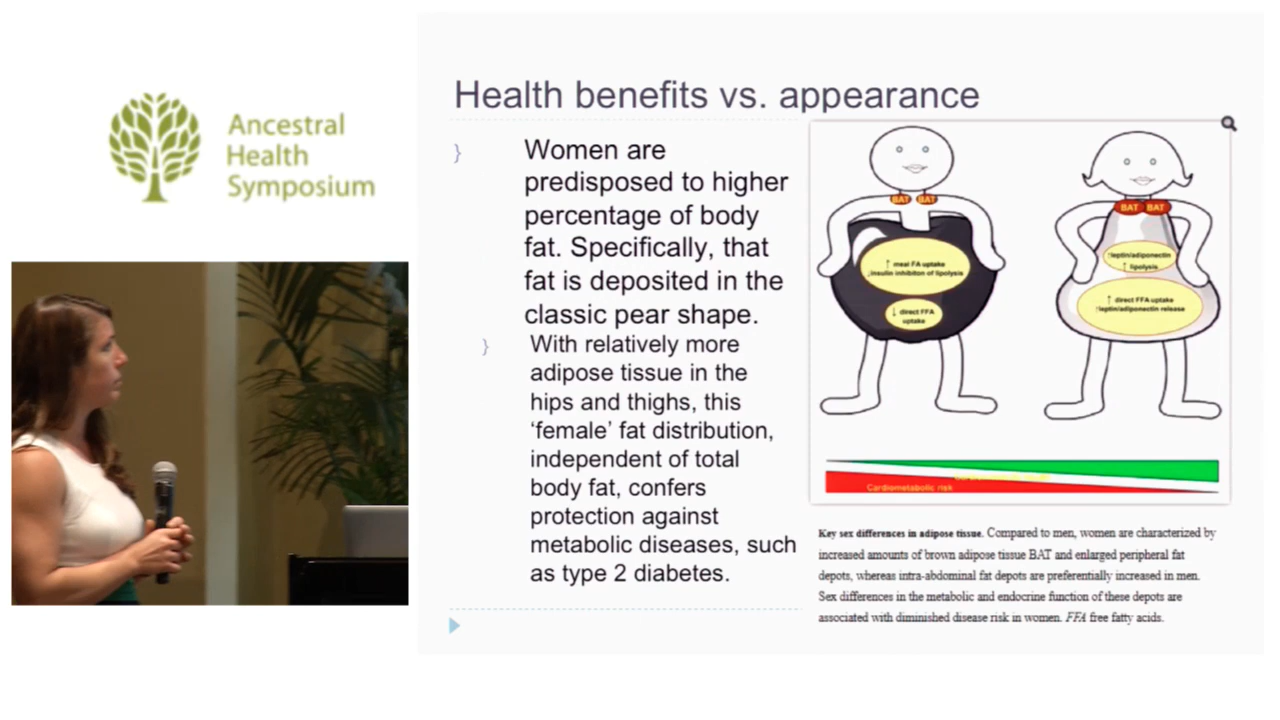 Ancestral
Health
Symposium
Health benefits vs. appearance
} Women are
predisposed to higher
percentage of body
fat. Specifically, that
fat is deposited in the
classic pear shape.
} With relatively more
adipose tissue in the
hips and thighs, this
‘female’ fat distribution,
independent of total
body fat, confers
protection against
metabolic diseases, such
as type 2 diabetes.
BAT BAT
↑ meal FA uptake
↓insulin inhibiton of lipolysis
↓ direct FFA
uptake
BAT BAT
↑leptin/adiponectin
↑ lipolysis
↑ direct FFA uptake
↑leptin/adiponectin release
Cardiometabolic risk
Key sex differences in adipose tissue. Compared to men, women are characterized by
increased amounts of brown adipose tissue BAT and enlarged peripheral fat
depots, whereas intra-abdominal fat depots are preferentially increased in men.
Sex differences in the metabolic and endocrine function of these depots are
associated with diminished disease risk in women. FFA free fatty acids.